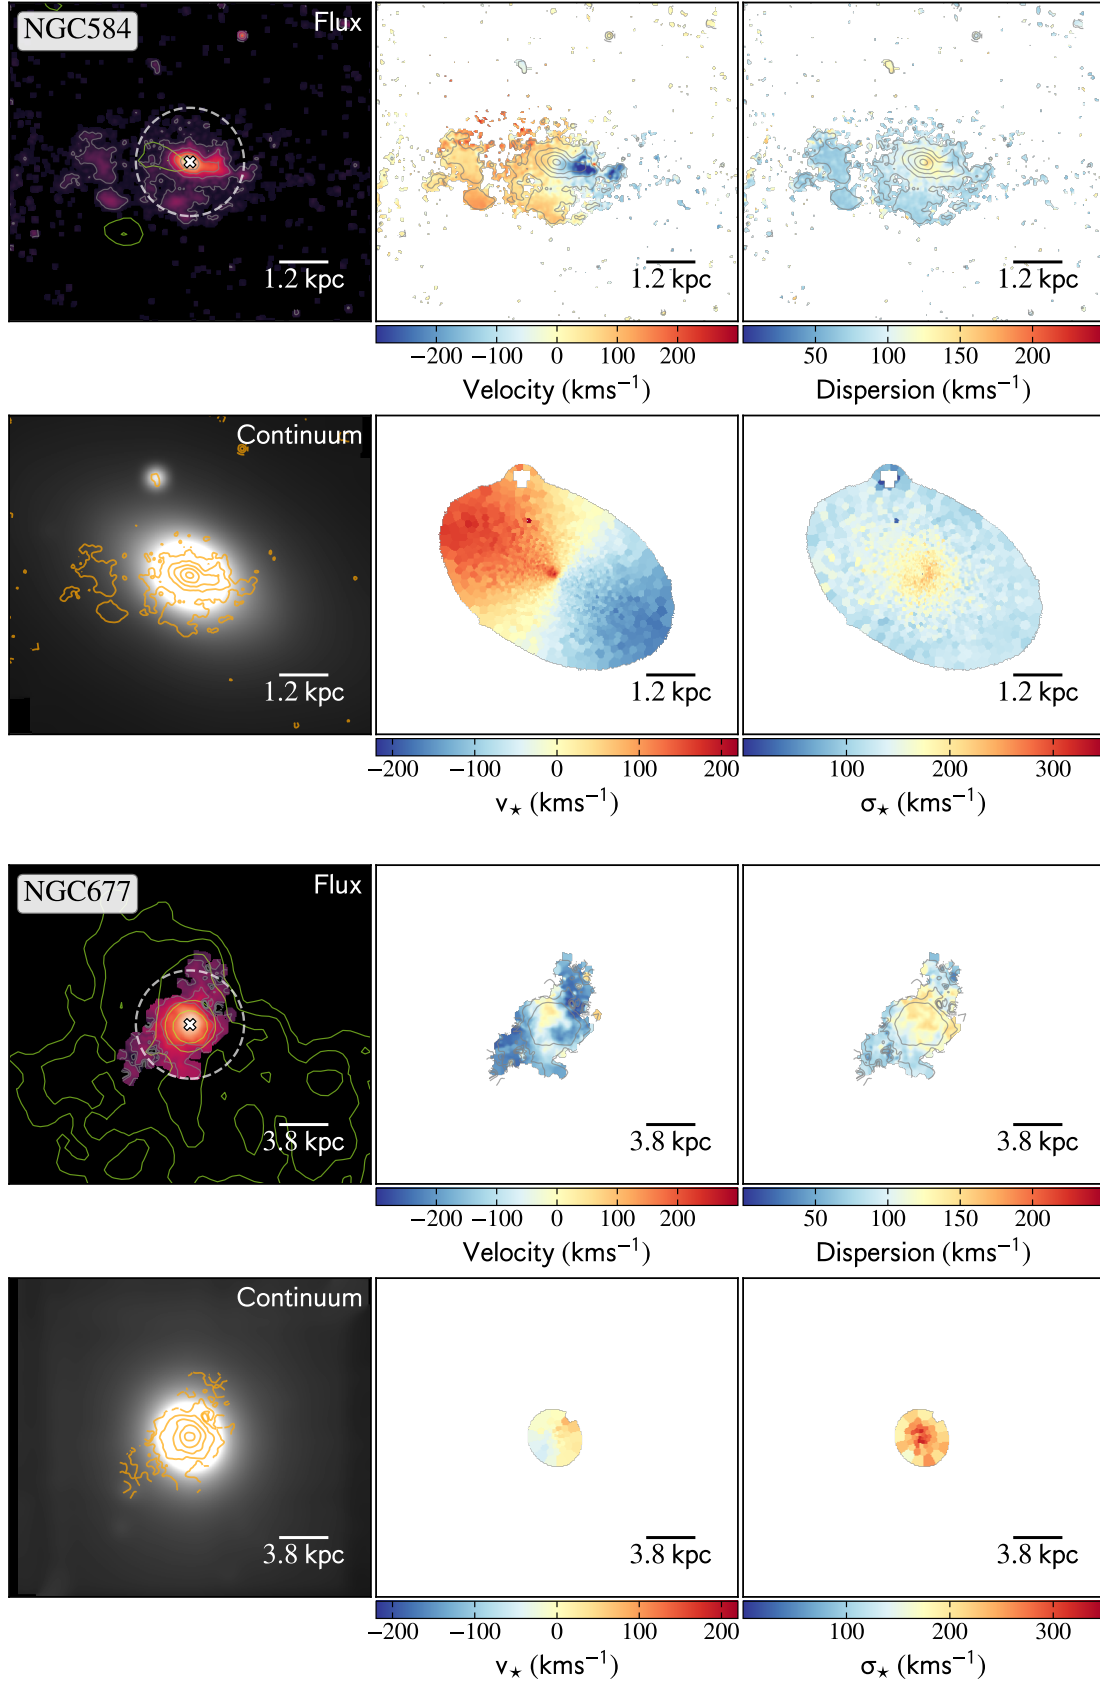 NGC584
Flux
1.2 kpc
1.2 kpc
1.2 kpc
−200 −100 0 100 200
50 100 150 200
Velocity (kms⁻¹)
Dispersion (kms⁻¹)
Continuum
1.2 kpc
1.2 kpc
1.2 kpc
−200 −100 0 100 200
100 200 300
v⋆ (kms⁻¹)
σ⋆ (kms⁻¹)
NGC677
Flux
3.8 kpc
3.8 kpc
3.8 kpc
−200 −100 0 100 200
50 100 150 200
Velocity (kms⁻¹)
Dispersion (kms⁻¹)
Continuum
3.8 kpc
3.8 kpc
3.8 kpc
−200 −100 0 100 200
100 200 300
v⋆ (kms⁻¹)
σ⋆ (kms⁻¹)